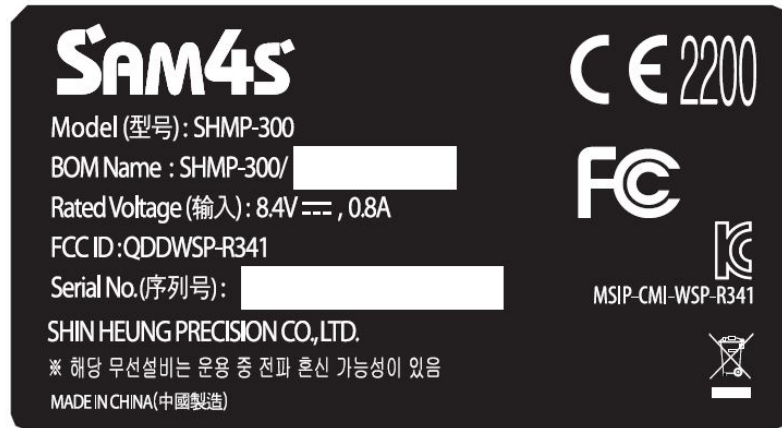 SAM4S
CE 2200
Model (型号) : SHMP-300
BOM Name : SHMP-300/
Rated Voltage (输入) : 8.4V ⎓ , 0.8A
FC
FCC ID : QDDWSP-R341
Serial No. (序列号) :
KC
MSIP-CMI-WSP-R341
SHIN HEUNG PRECISION CO., LTD.
※ 해당 무선설비는 운용 중 전파 혼신 가능성이 있음
MADE IN CHINA(中國製造)